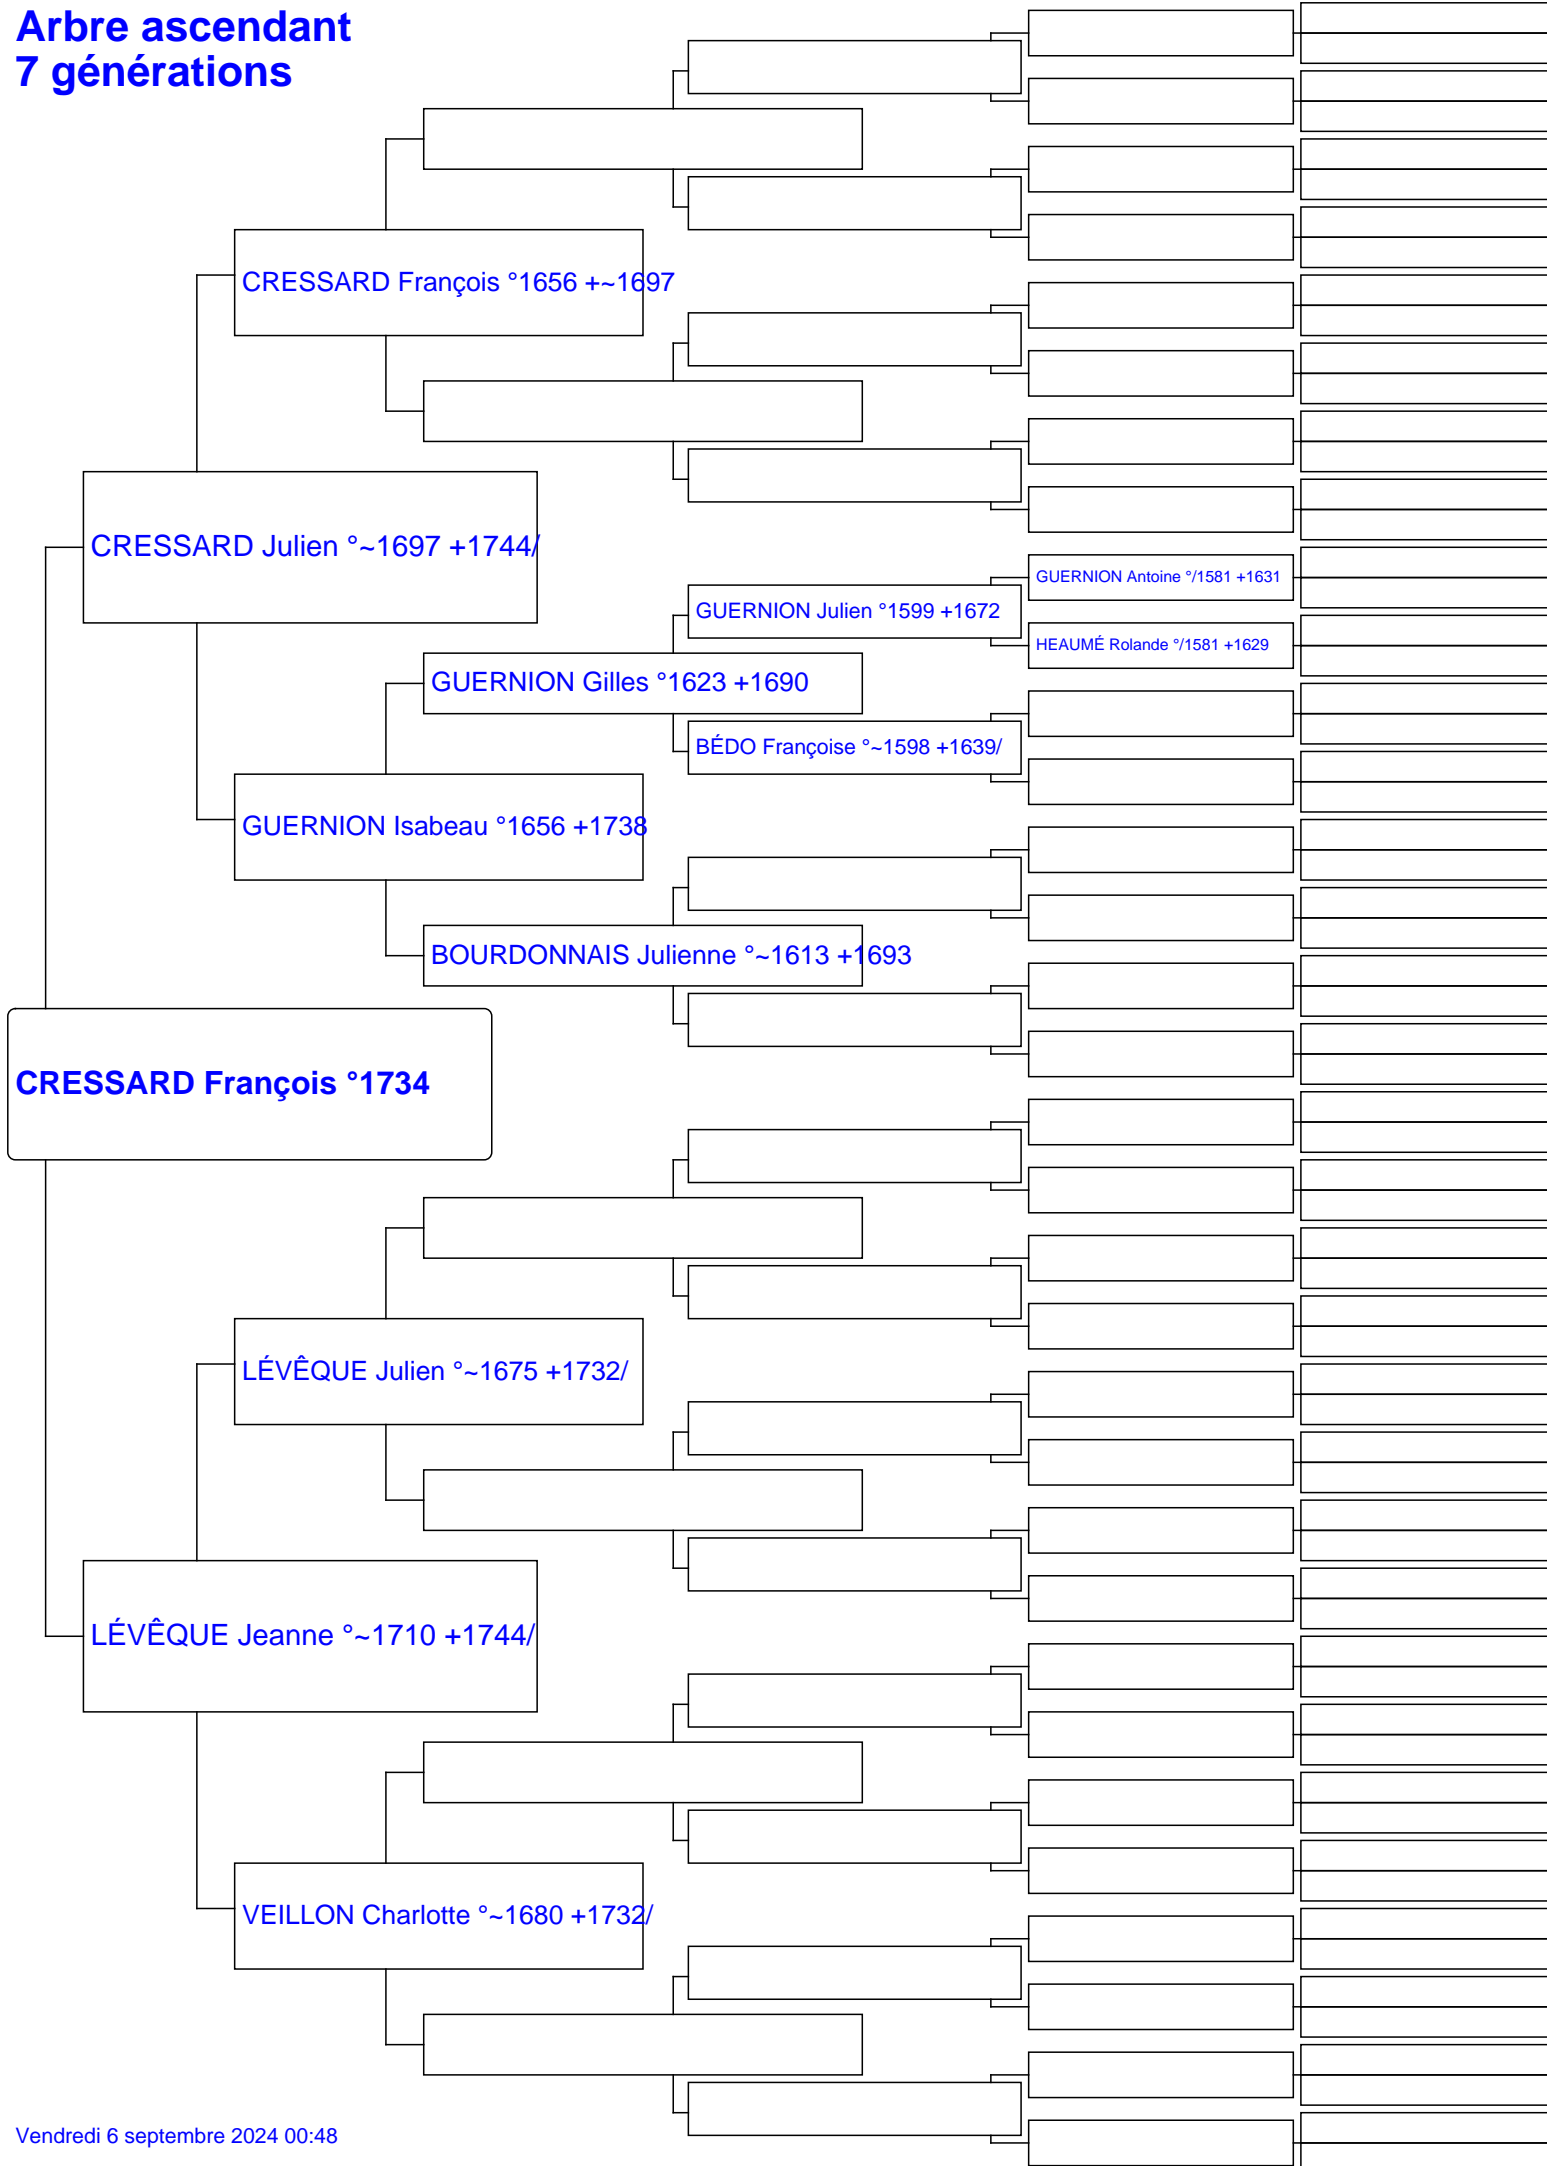 Arbre ascendant
7 générations
CRESSARD François °1656 +~1697
CRESSARD Julien °~1697 +1744/
GUERNION Antoine °/1581 +1631
GUERNION Julien °1599 +1672
HEAUMÉ Rolande °/1581 +1629
GUERNION Gilles °1623 +1690
BÉDO Françoise °~1598 +1639/
GUERNION Isabeau °1656 +1738
BOURDONNAIS Julienne °~1613 +1693
CRESSARD François °1734
LÉVÊQUE Julien °~1675 +1732/
LÉVÊQUE Jeanne °~1710 +1744/
VEILLON Charlotte °~1680 +1732/
Vendredi 6 septembre 2024 00:48